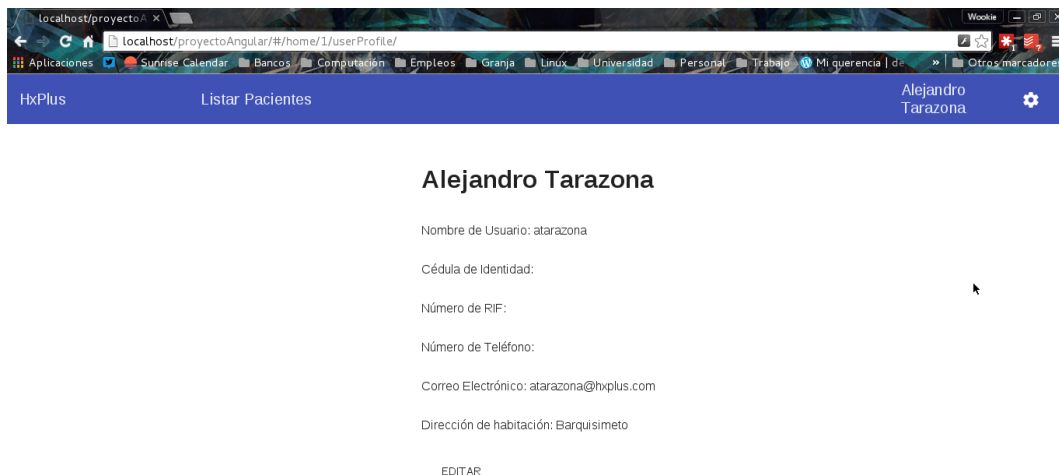 localhost/proyectoA
Wookie
localhost/proyectoAngular/#/home/1/userProfile/
Aplicaciones Sunrise Calendar Bancos Computación Empleos Granja Linux Universidad Personal Trabajo Mi querencia | de » Otros marcadores
HxPlus Listar Pacientes Alejandro Tarazona
Alejandro Tarazona
Nombre de Usuario: atarazona
Cédula de Identidad:
Número de RIF:
Número de Teléfono:
Correo Electrónico: atarazona@hxplus.com
Dirección de habitación: Barquisimeto
EDITAR